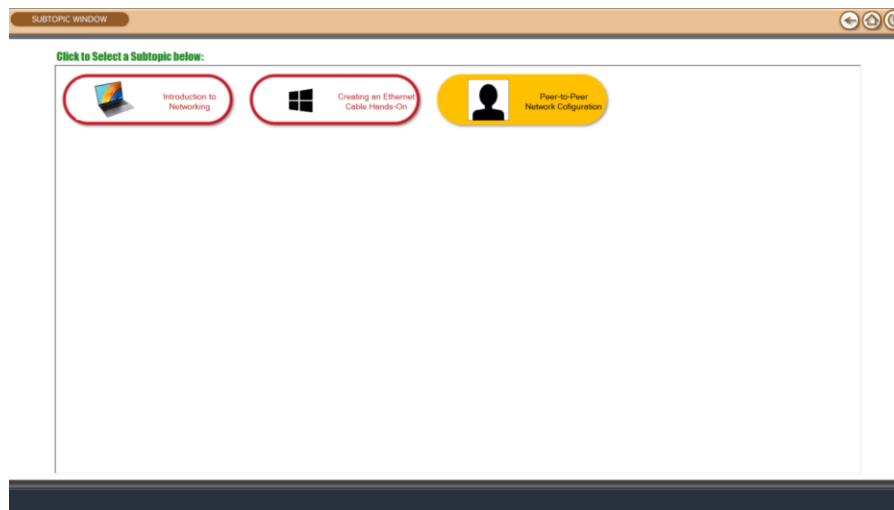 SUBTOPIC WINDOW
Click to Select a Subtopic below:
Introduction to
Networking
Creating an Ethernet
Cable Hands-On
Peer-to-Peer
Network Cofiguration